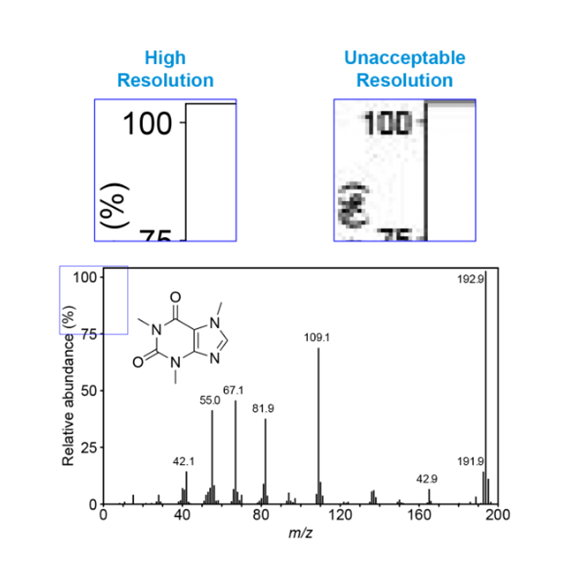 High
Resolution
Unacceptable
Resolution
100
(%)
75
100
(%)
75
100
75
50
25
0
Relative abundance (%)
O
N
N
O
N
N
42.1
55.0
67.1
81.9
109.1
42.9
191.9
192.9
0
40
80
120
160
200
m/z